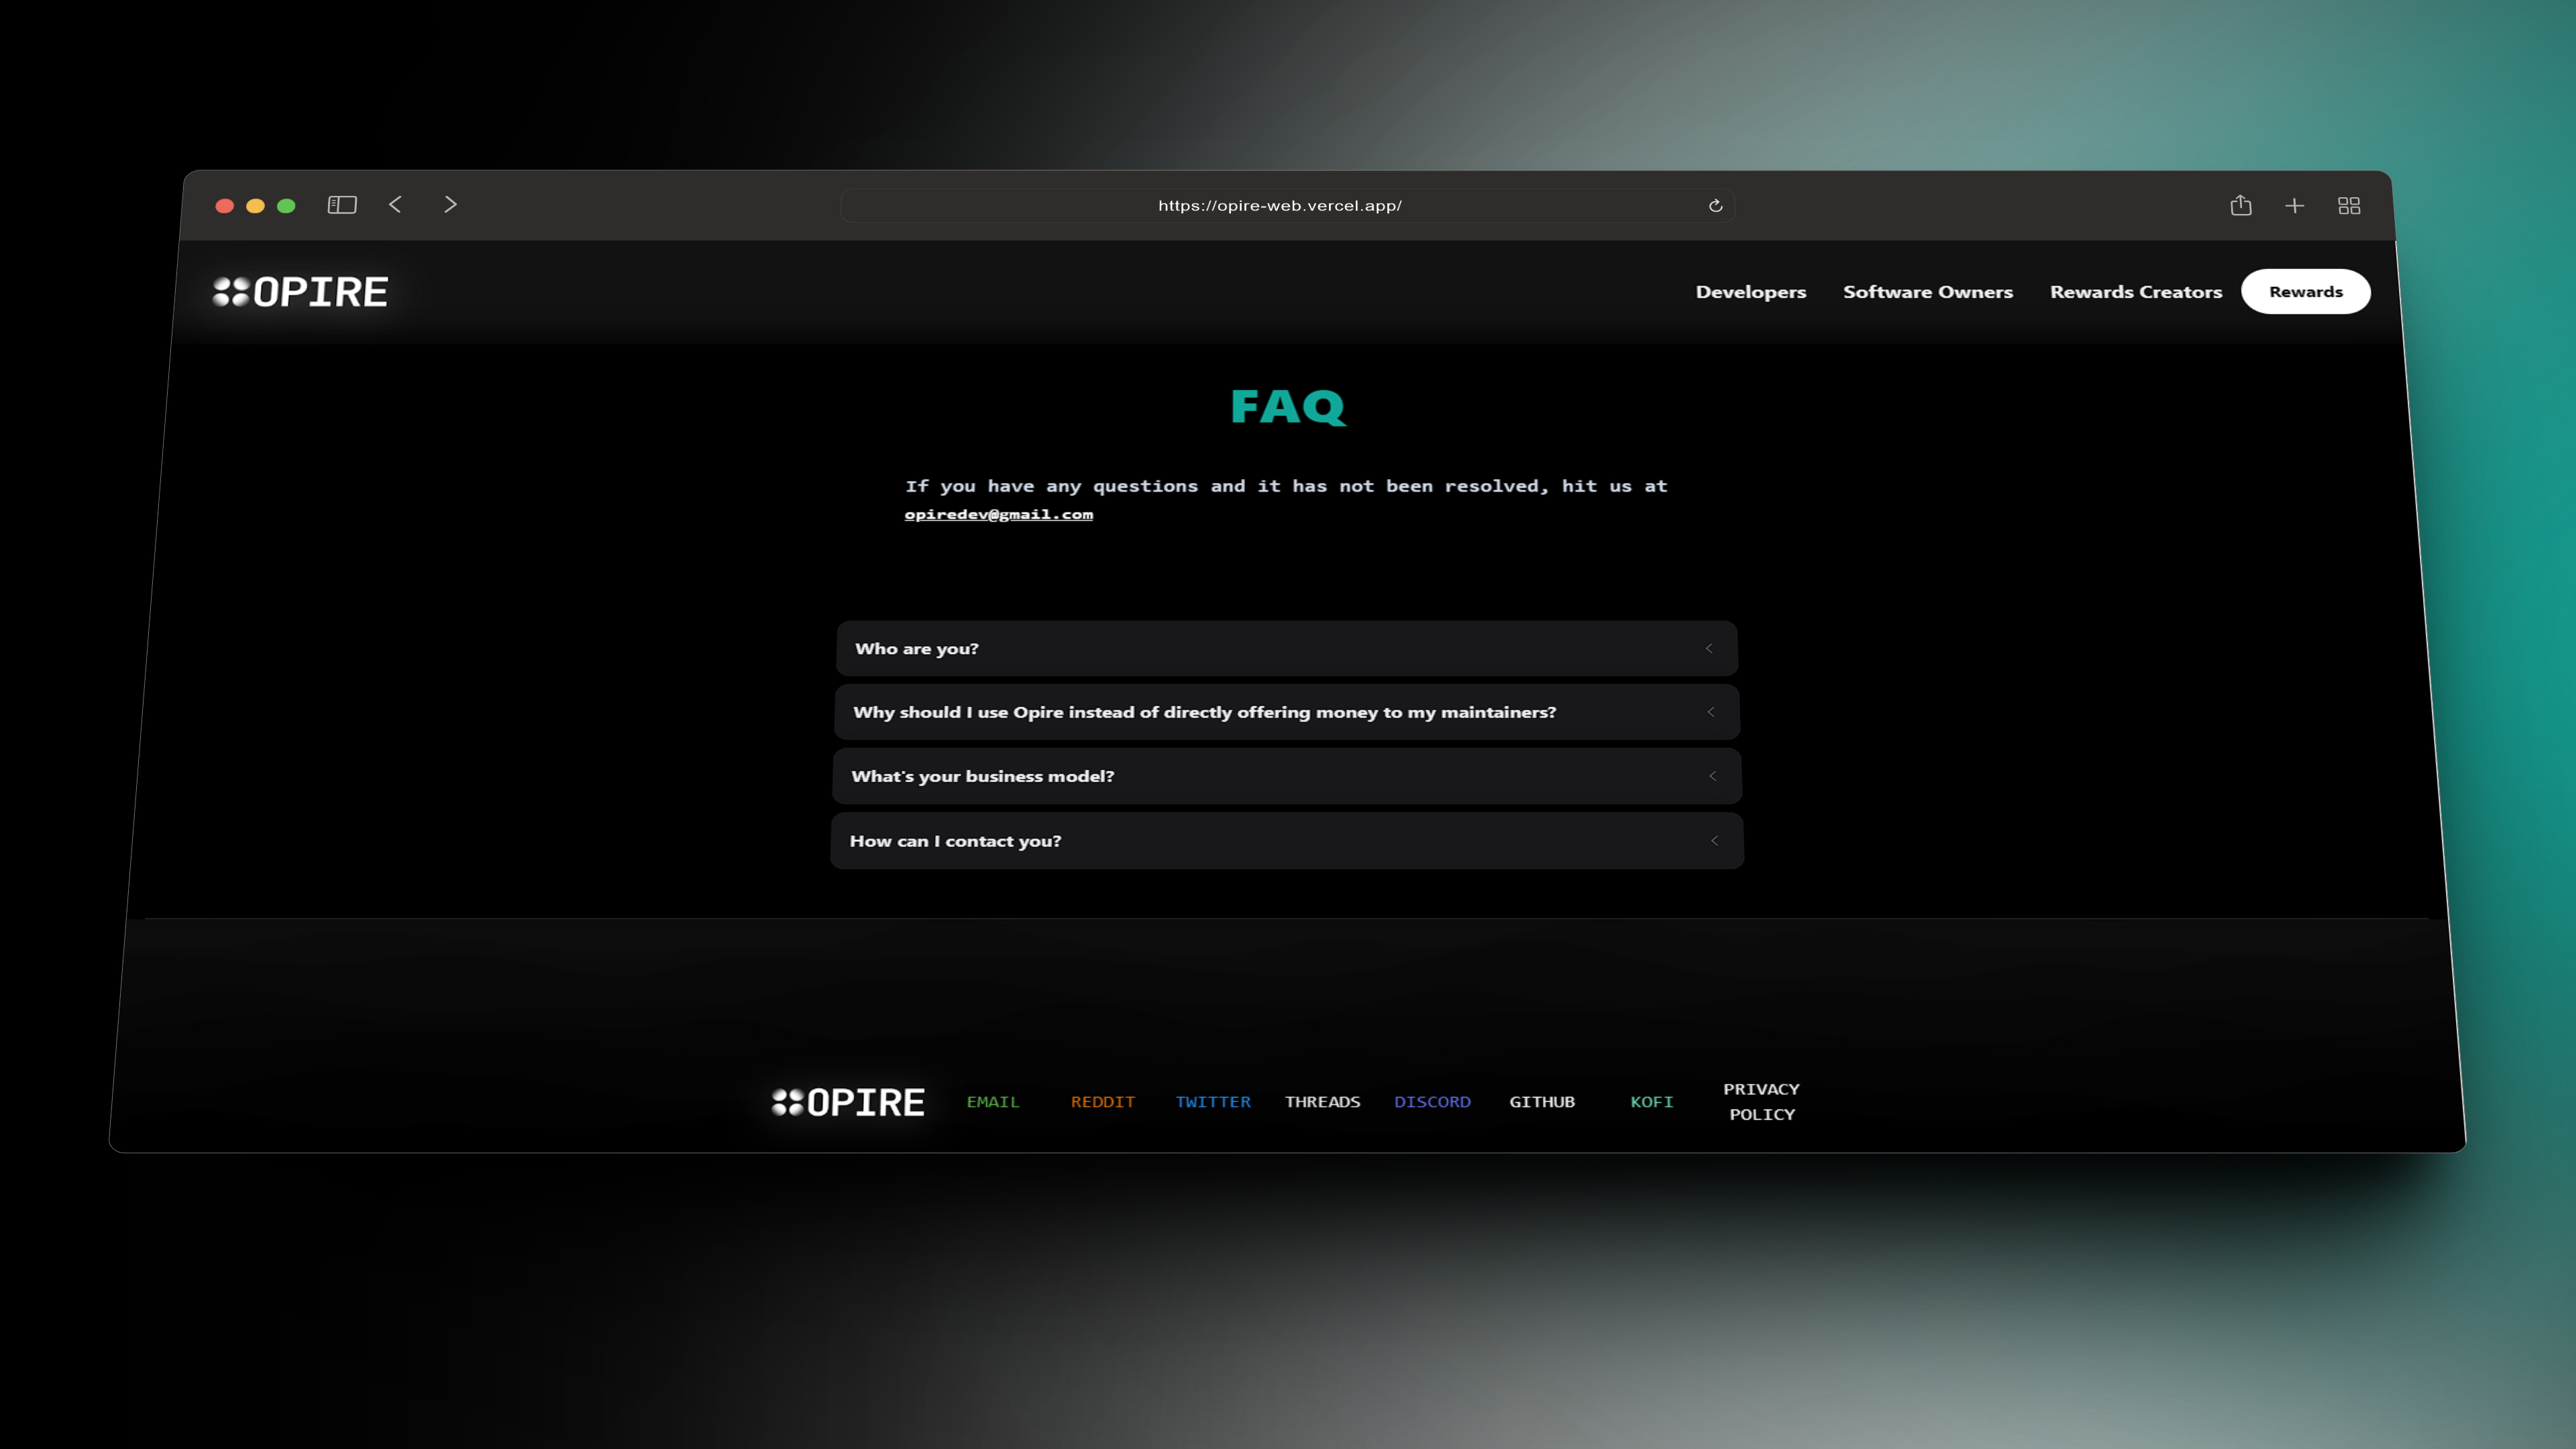 https://opire-web.vercel.app/
OPIRE
Developers Software Owners Rewards Creators Rewards
FAQ
If you have any questions and it has not been resolved, hit us at
opiredev@gmail.com
Who are you?
Why should I use Opire instead of directly offering money to my maintainers?
What's your business model?
How can I contact you?
OPIRE EMAIL REDDIT TWITTER THREADS DISCORD GITHUB KOFI PRIVACY
POLICY